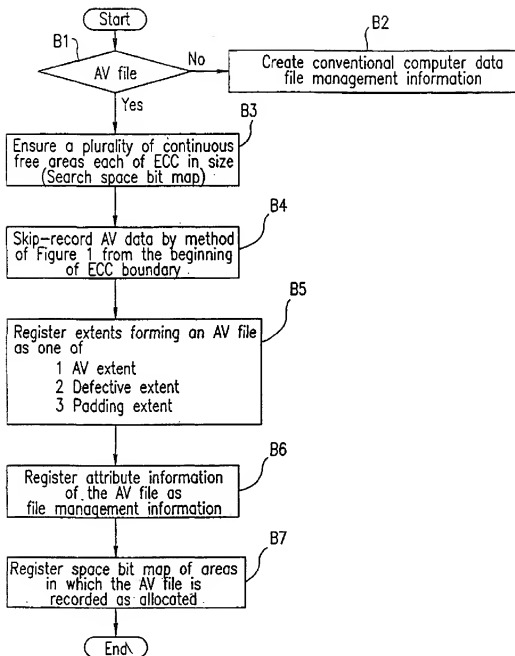 Start
B1
AV file
No
Yes
B2
Create conventional computer data
file management information
B3
Ensure a plurality of continuous
free areas each of ECC in size
(Search space bit map)
B4
Skip-record AV data by method
of Figure 1 from the beginning
of ECC boundary
B5
Register extents forming an AV file
as one of
1 AV extent
2 Defective extent
3 Padding extent
B6
Register attribute information
of the AV file as
file management information
B7
Register space bit map of areas
in which the AV file is
recorded as allocated
End